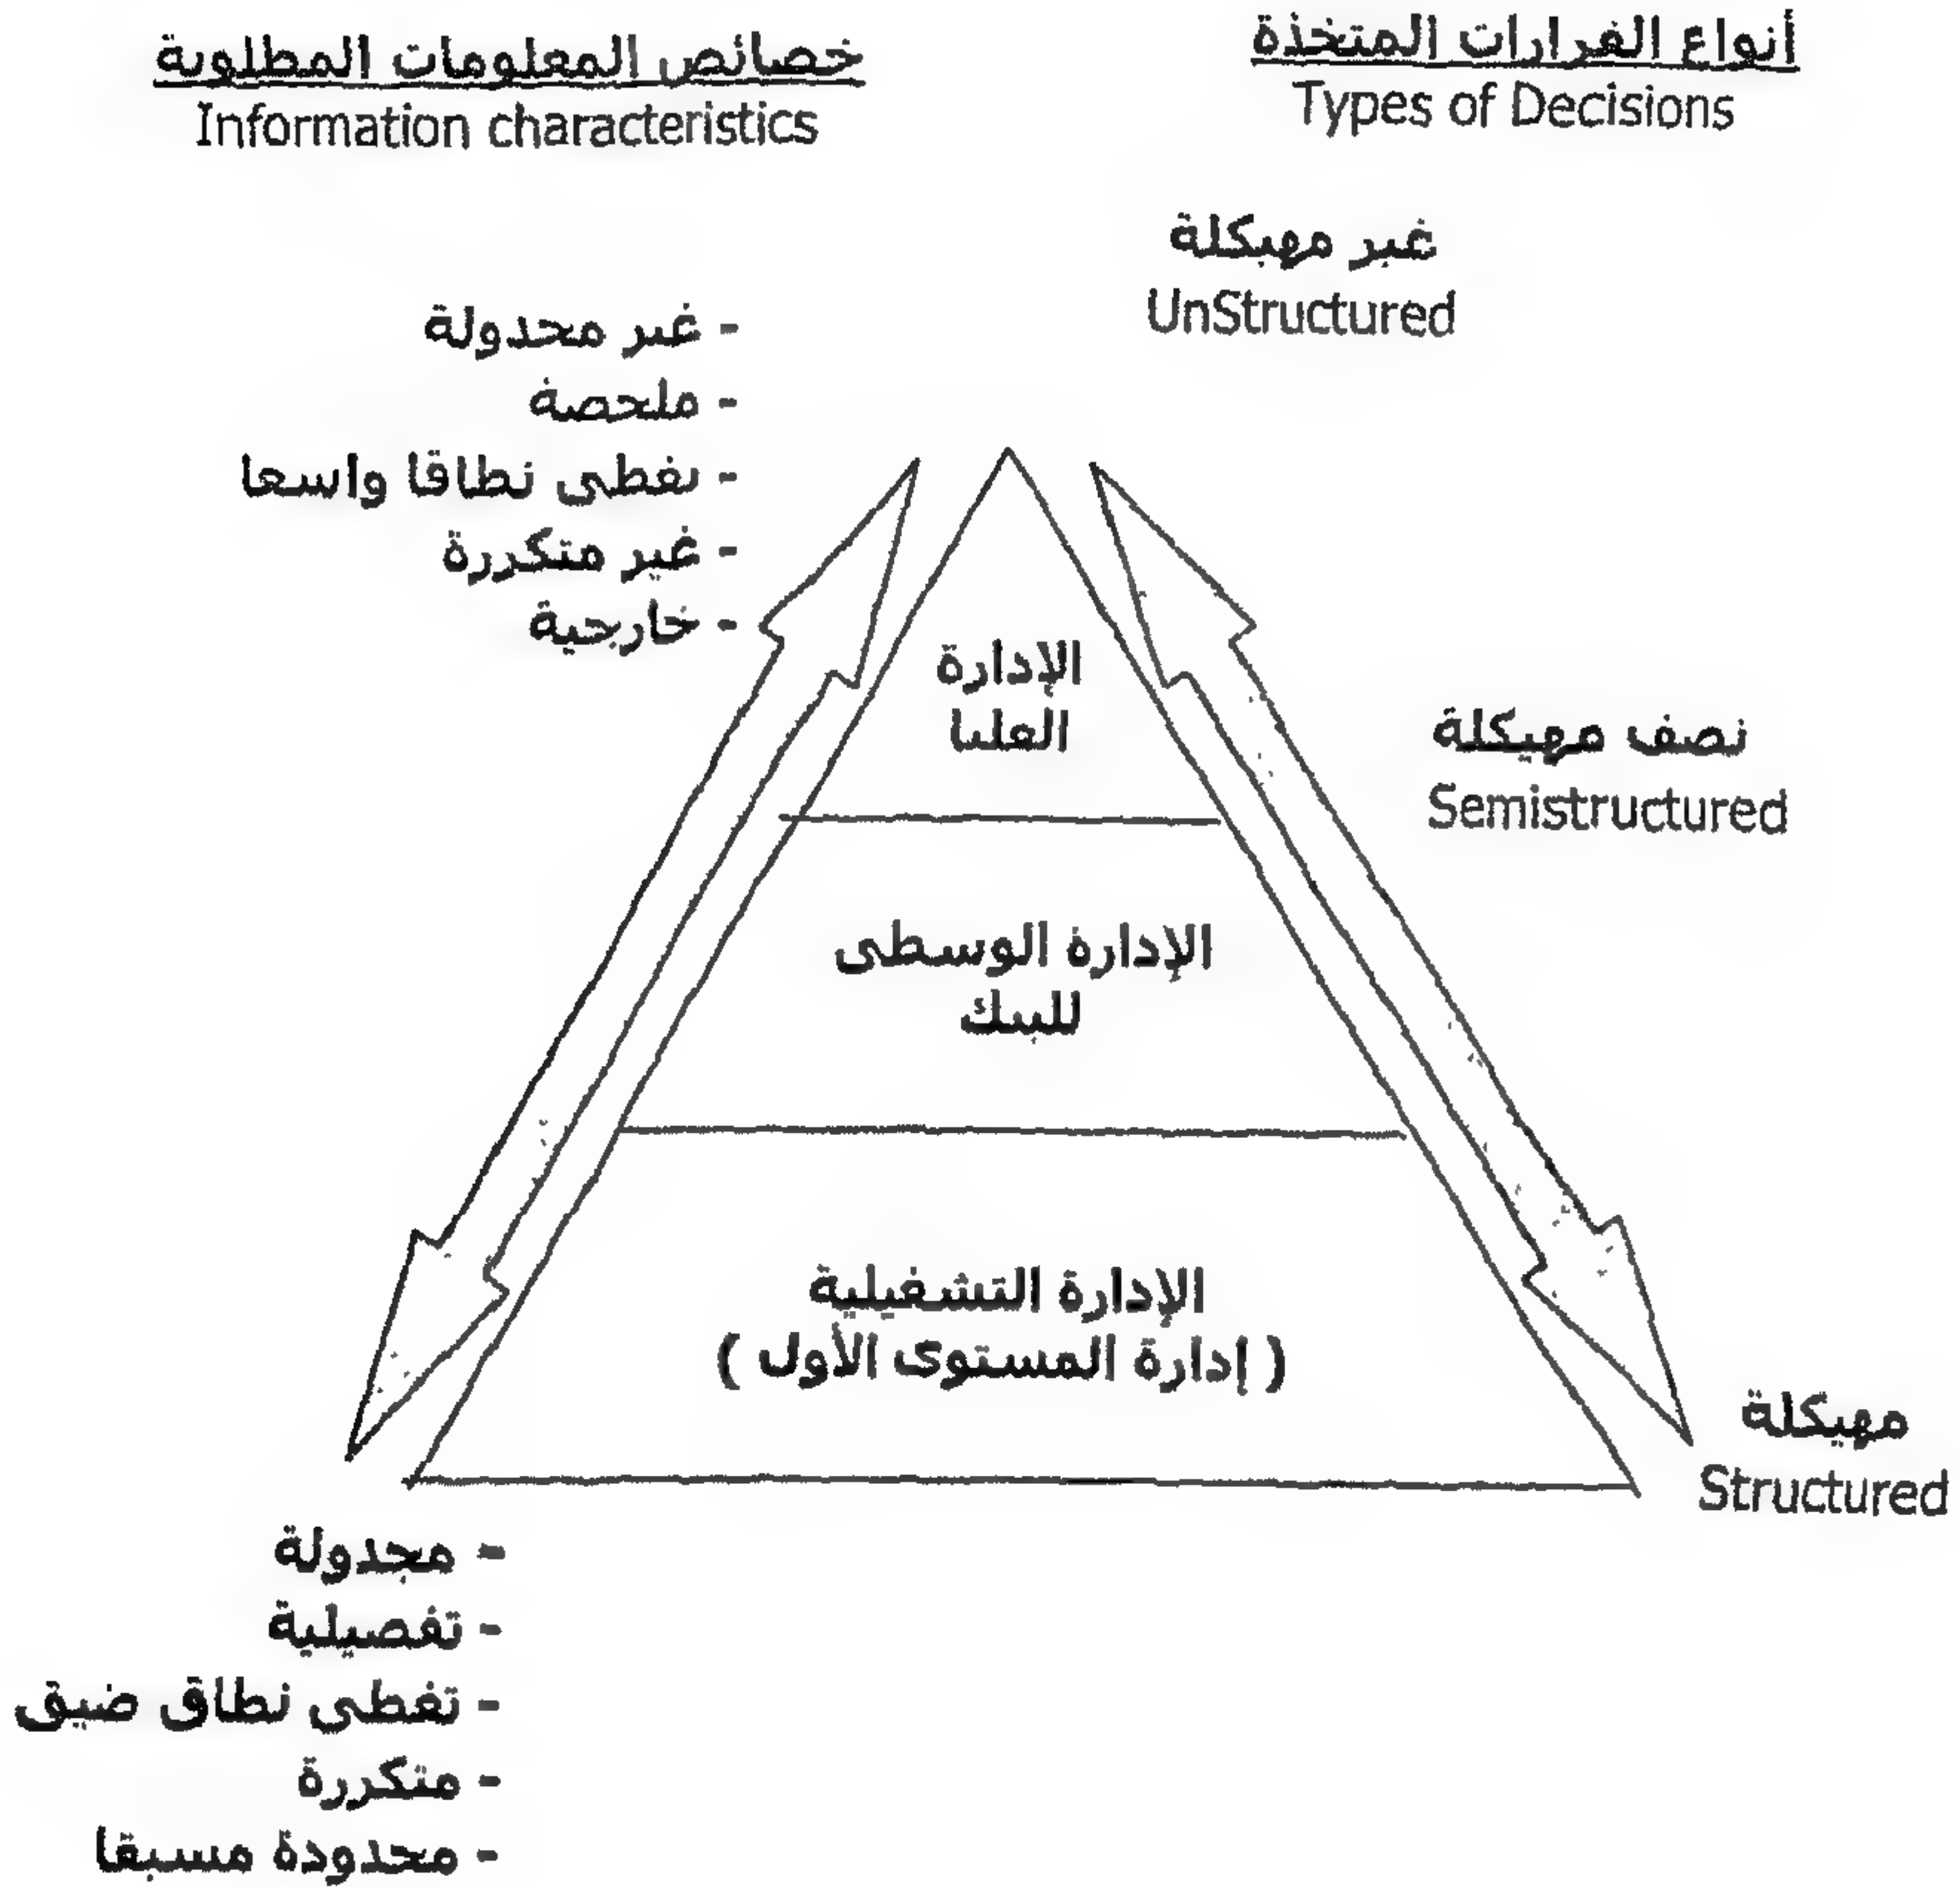 أنواع القرارات المتخذة
Types of Decisions
خصائص المعلومات المطلوبة
Information characteristics
غير مهيكلة
UnStructured
- غير مجدولة
- ملخصة
- تغطى نطاقا واسعا
- غير متكررة
- خارجية
الإدارة
العليا
نصف مهيكلة
Semistructured
الإدارة الوسطى
للبنك
الإدارة التشغيلية
( إدارة المستوى الأول )
مهيكلة
Structured
- مجدولة
- تفصيلية
- تغطى نطاق ضيق
- متكررة
- محدودة مسبقا